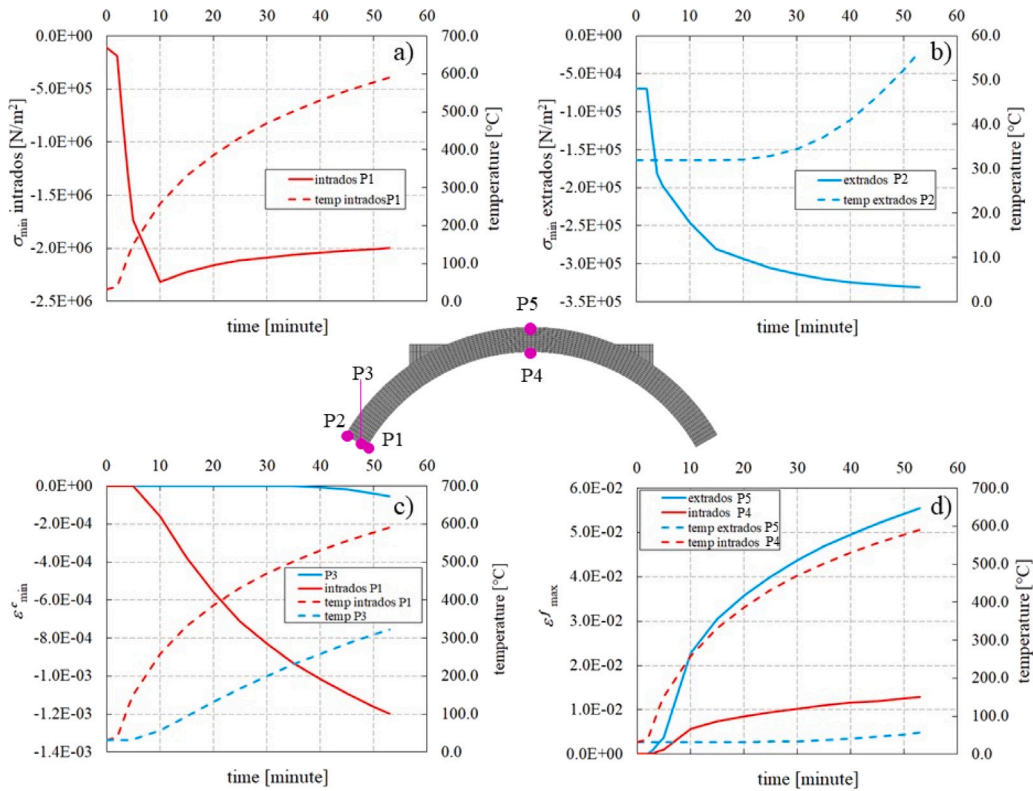 0 10 20 30 40 50 60
0.0E+00 700.0
a)
-5.0E+05 600.0
500.0
-1.0E+06 400.0
-1.5E+06 300.0
-2.0E+06 200.0
100.0
-2.5E+06 0.0
σmin intrados [N/m²]
intrados P1
temp intradosP1
temperature [°C]
time [minute]
0 10 20 30 40 50 60
0.0E+00 60.0
b)
-5.0E+04 50.0
-1.0E+05 40.0
-1.5E+05
30.0
-2.0E+05
-2.5E+05 20.0
-3.0E+05 10.0
-3.5E+05 0.0
σmin extrados [N/m²]
extrados P2
temp extrados P2
temperature [°C]
time [minute]
P5
P4
P3
P2
P1
0 10 20 30 40 50 60
0.0E+00 700.0
c)
-2.0E-04 600.0
-4.0E-04 500.0
-6.0E-04 400.0
-8.0E-04 300.0
-1.0E-03 200.0
-1.2E-03 100.0
-1.4E-03 0.0
εᶜmin
P3
intrados P1
temp intrados P1
temp P3
temperature [°C]
time [minute]
0 10 20 30 40 50 60
6.0E-02 700.0
d)
5.0E-02 600.0
4.0E-02 500.0
3.0E-02 400.0
300.0
2.0E-02 200.0
1.0E-02 100.0
0.0E+00 0.0
εᶠmax
extrados P5
intrados P4
temp extrados P5
temp intrados P4
temperature [°C]
time [minute]